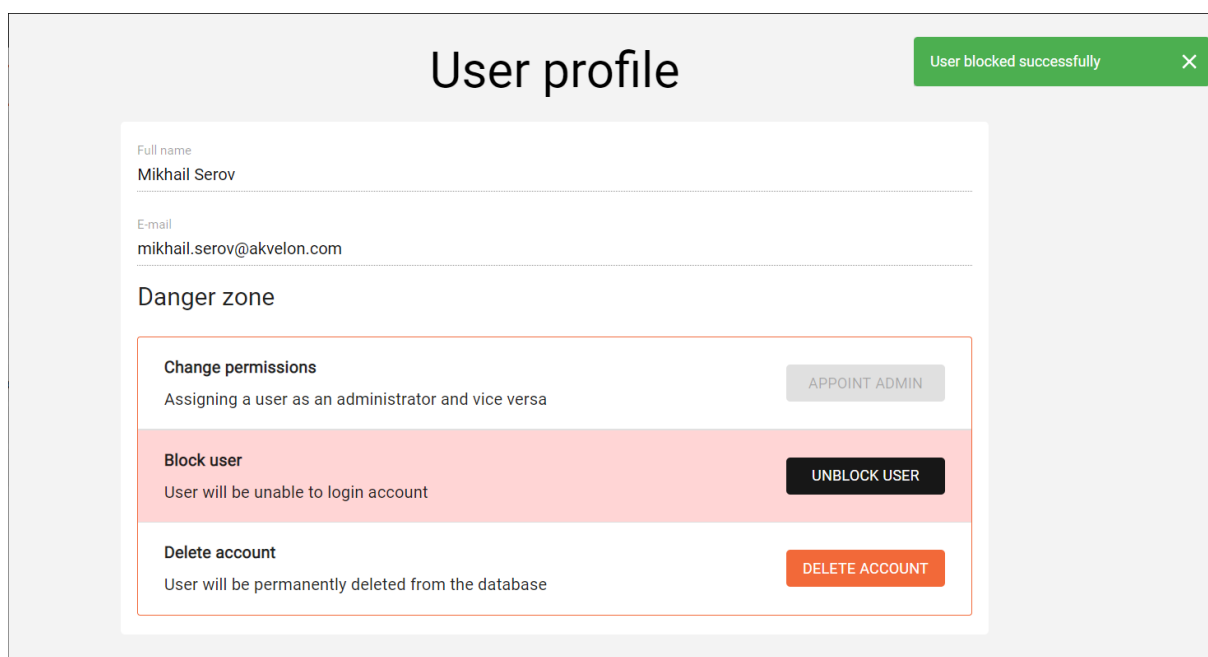 User profile
User blocked successfully
Full name
Mikhail Serov
E-mail
mikhail.serov@akvelon.com
Danger zone
Change permissions
Assigning a user as an administrator and vice versa
APPOINT ADMIN
Block user
User will be unable to login account
UNBLOCK USER
Delete account
User will be permanently deleted from the database
DELETE ACCOUNT